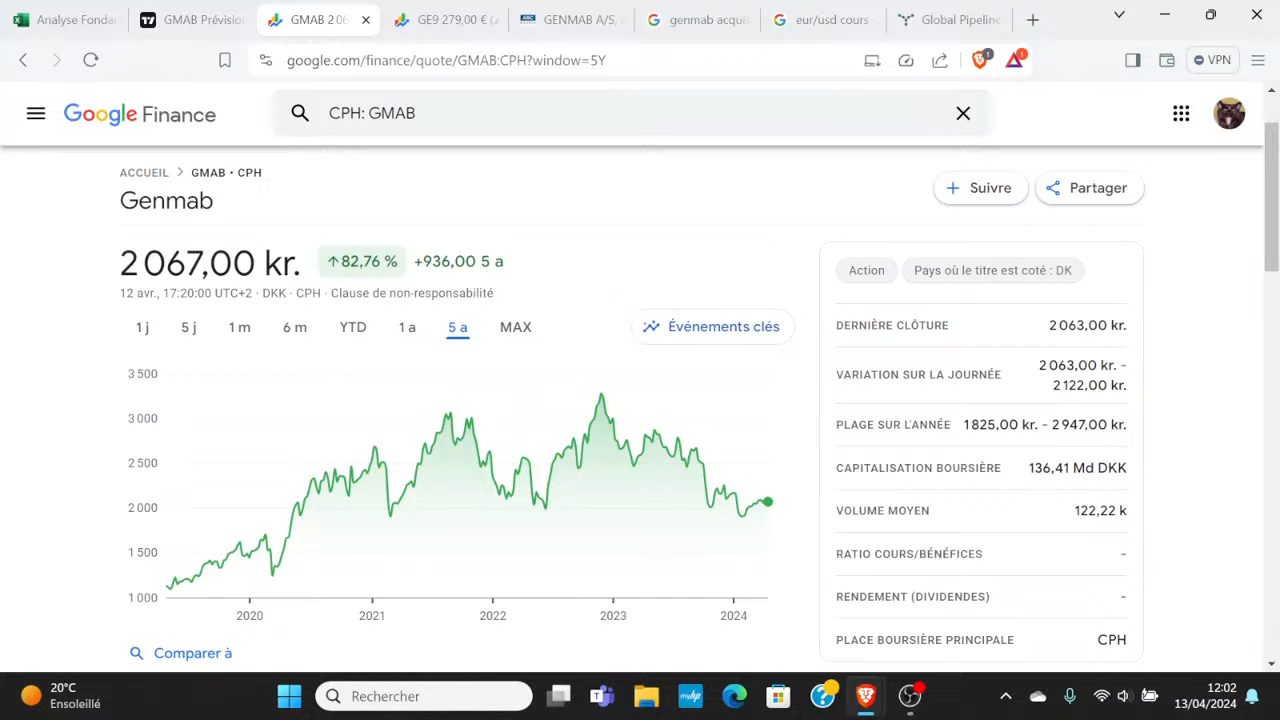 Analyse Fondar
GMAB Prévision
GMAB 2 06
GE9 279,00 € (
ABC
GENMAB A/S,
genmab acquis
eur/usd cours
Global Pipeline
google.com/finance/quote/GMAB:CPH?window=5Y
1
1
VPN
Google Finance
CPH: GMAB
ACCUEIL
GMAB • CPH
Genmab
Suivre
Partager
2 067,00 kr.
↑ 82,76 %
+936,00 5 a
12 avr., 17:20:00 UTC+2 · DKK · CPH · Clause de non-responsabilité
1 j
5 j
1 m
6 m
YTD
1 a
5 a
MAX
Événements clés
3 500
3 000
2 500
2 000
1 500
1 000
2020
2021
2022
2023
2024
Comparer à
Action
Pays où le titre est coté : DK
DERNIÈRE CLÔTURE
2 063,00 kr.
VARIATION SUR LA JOURNÉE
2 063,00 kr. -
2 122,00 kr.
PLAGE SUR L'ANNÉE
1 825,00 kr. - 2 947,00 kr.
CAPITALISATION BOURSIÈRE
136,41 Md DKK
VOLUME MOYEN
122,22 k
RATIO COURS/BÉNÉFICES
-
RENDEMENT (DIVIDENDES)
-
PLACE BOURSIÈRE PRINCIPALE
CPH
20°C
Ensoleillé
Rechercher
myhp
12:02
13/04/2024